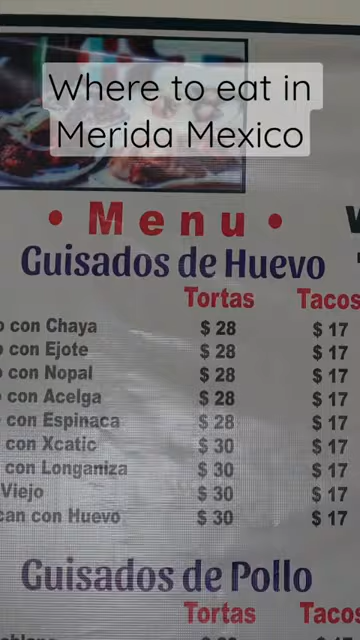 Where to eat in
Merida Mexico
• Menu •
Guisados de Huevo
Tortas Tacos
con Chaya $ 28 $ 17
con Ejote $ 28 $ 17
con Nopal $ 28 $ 17
con Acelga $ 28 $ 17
con Espinaca $ 28 $ 17
con Xcatic $ 30 $ 17
con Longaniza $ 30 $ 17
Viejo $ 30 $ 17
con Huevo $ 30 $ 17
Guisados de Pollo
Tortas Tacos